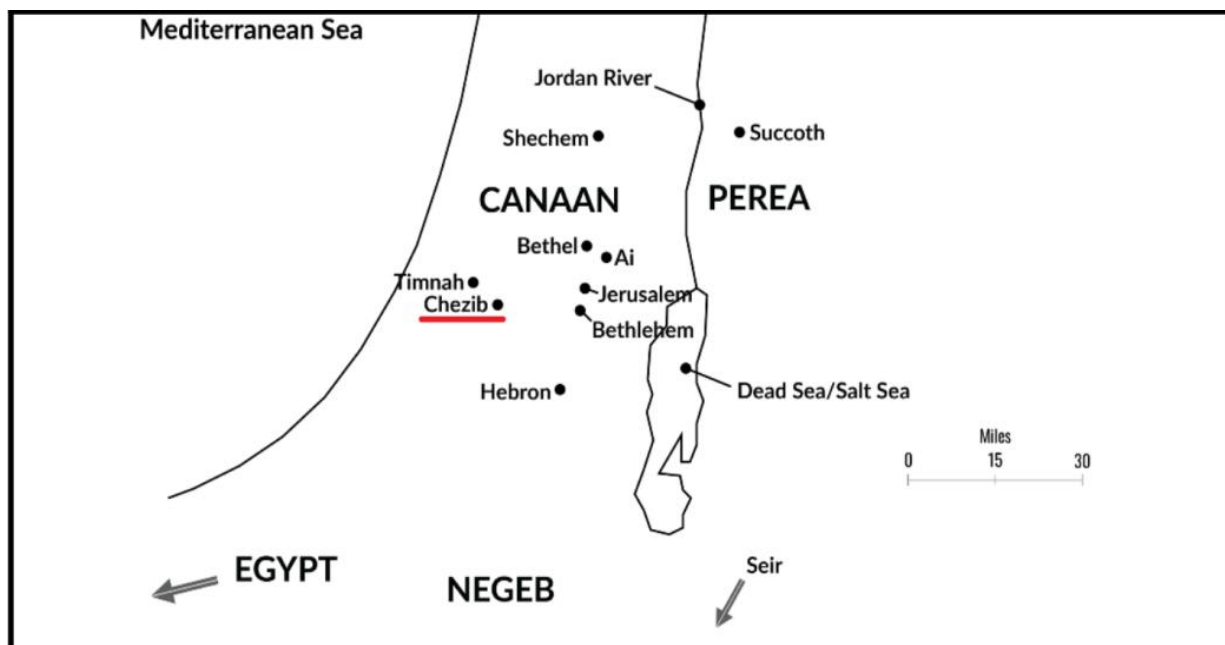 Mediterranean Sea
Jordan River
Shechem
Succoth
CANAAN
PEREA
Bethel
Ai
Timnah
Jerusalem
Chezib
Bethlehem
Hebron
Dead Sea/Salt Sea
Miles
0 15 30
EGYPT
Seir
NEGEB